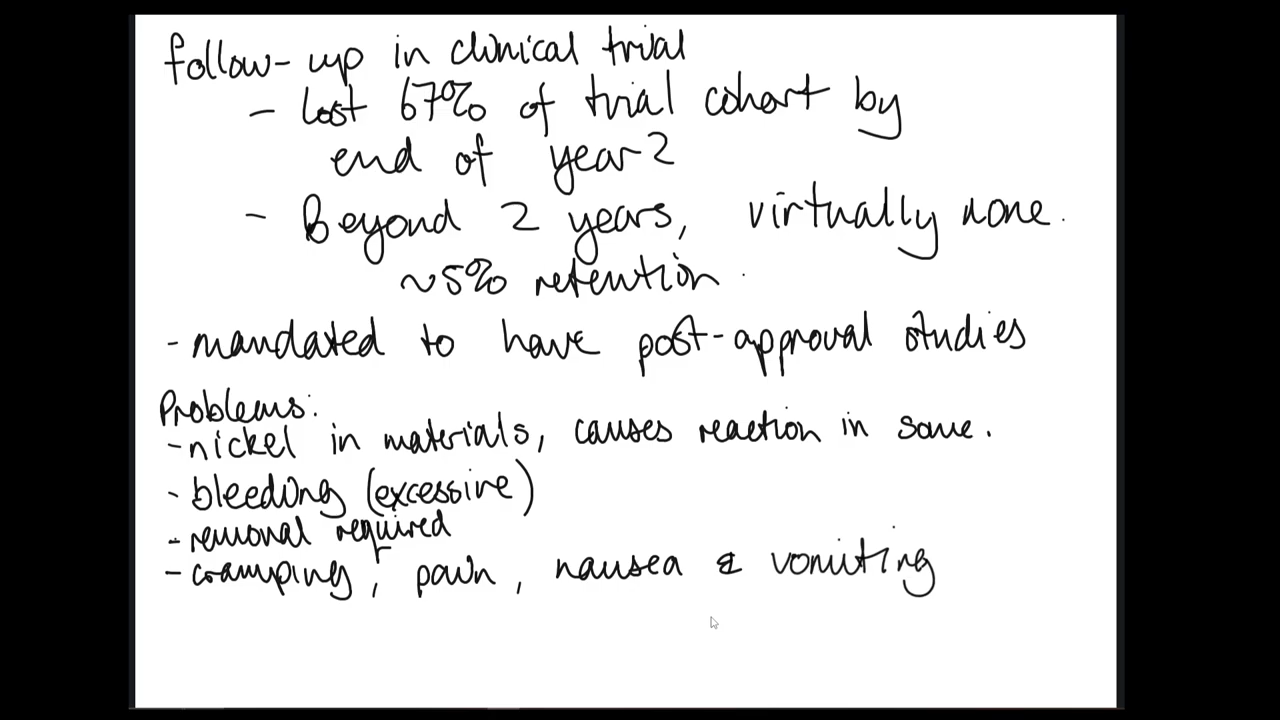 follow-up in clinical trial
- lost 67% of trial cohort by
end of year 2
- Beyond 2 years, virtually none.
~5% retention.
- mandated to have post-approval studies
Problems:
- nickel in materials, causes reaction in some.
- bleeding (excessive)
- removal required
- cramping, pain, nausea & vomiting